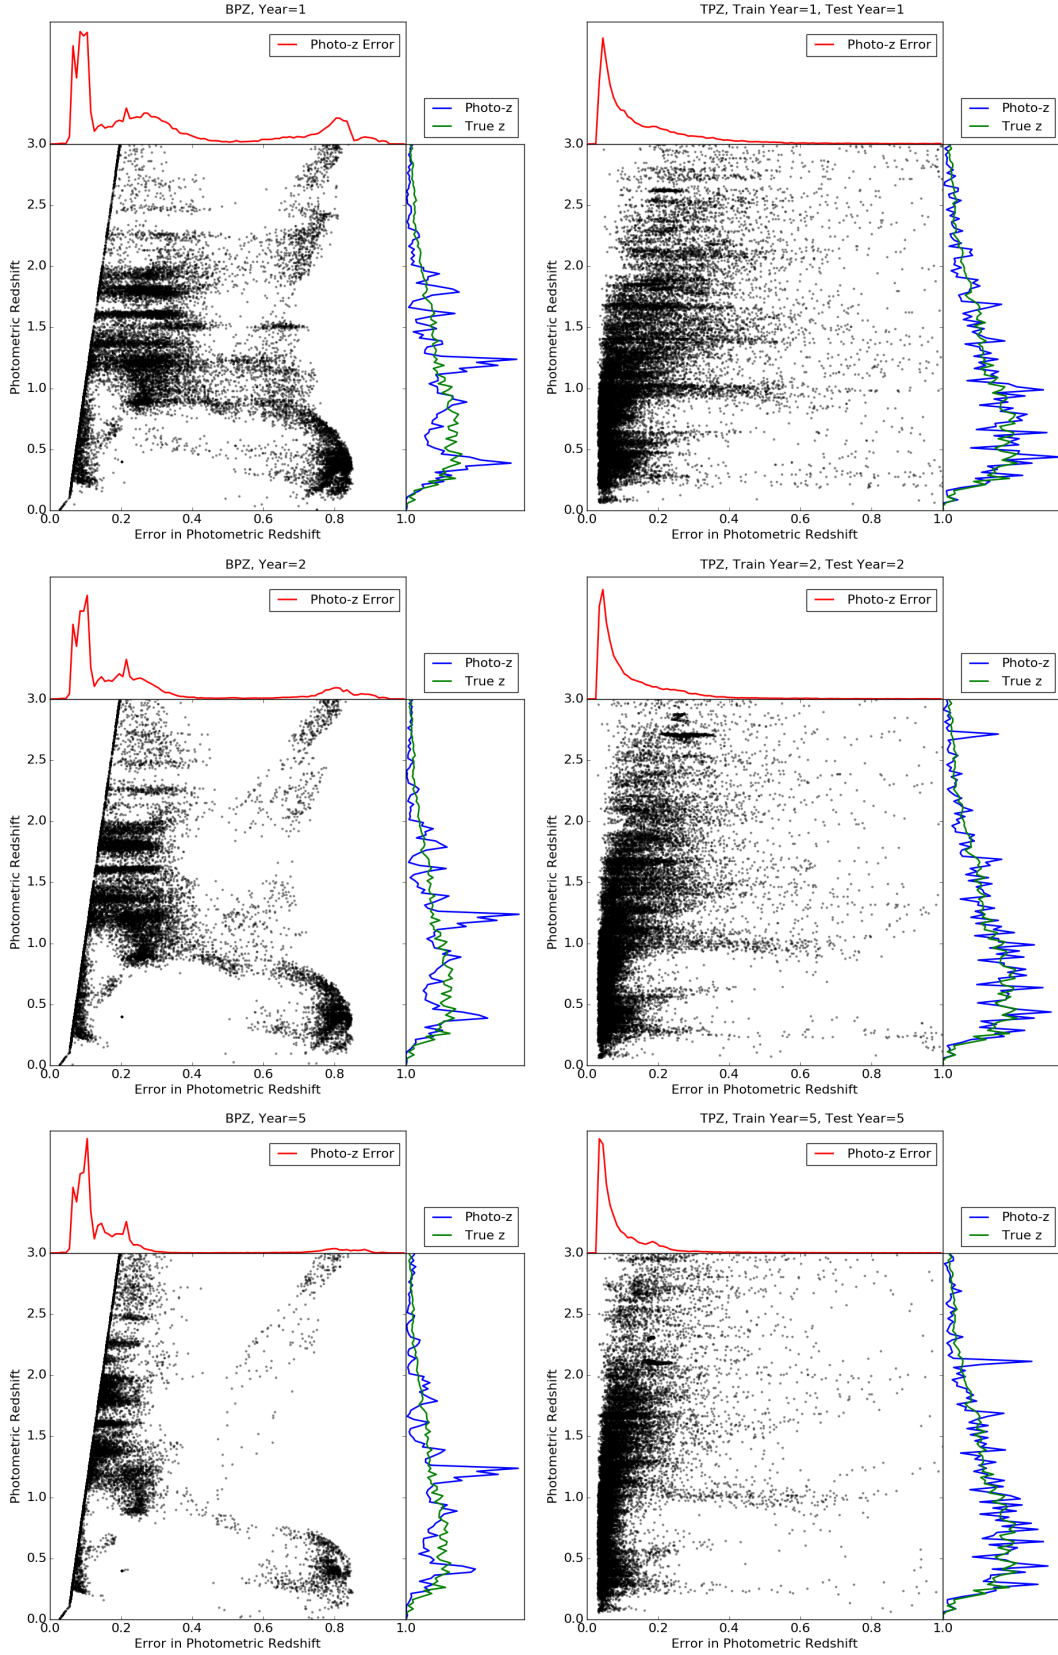 BPZ, Year=1
Photo-z Error
Photo-z
True z
3.0
2.5
2.0
1.5
1.0
0.5
0.0
Photometric Redshift
0.0 0.2 0.4 0.6 0.8 1.0
Error in Photometric Redshift
TPZ, Train Year=1, Test Year=1
Photo-z Error
Photo-z
True z
3.0
2.5
2.0
1.5
1.0
0.5
0.0
Photometric Redshift
0.0 0.2 0.4 0.6 0.8 1.0
Error in Photometric Redshift
BPZ, Year=2
Photo-z Error
Photo-z
True z
3.0
2.5
2.0
1.5
1.0
0.5
0.0
Photometric Redshift
0.0 0.2 0.4 0.6 0.8 1.0
Error in Photometric Redshift
TPZ, Train Year=2, Test Year=2
Photo-z Error
Photo-z
True z
3.0
2.5
2.0
1.5
1.0
0.5
0.0
Photometric Redshift
0.0 0.2 0.4 0.6 0.8 1.0
Error in Photometric Redshift
BPZ, Year=5
Photo-z Error
Photo-z
True z
3.0
2.5
2.0
1.5
1.0
0.5
0.0
Photometric Redshift
0.0 0.2 0.4 0.6 0.8 1.0
Error in Photometric Redshift
TPZ, Train Year=5, Test Year=5
Photo-z Error
Photo-z
True z
3.0
2.5
2.0
1.5
1.0
0.5
0.0
Photometric Redshift
0.0 0.2 0.4 0.6 0.8 1.0
Error in Photometric Redshift